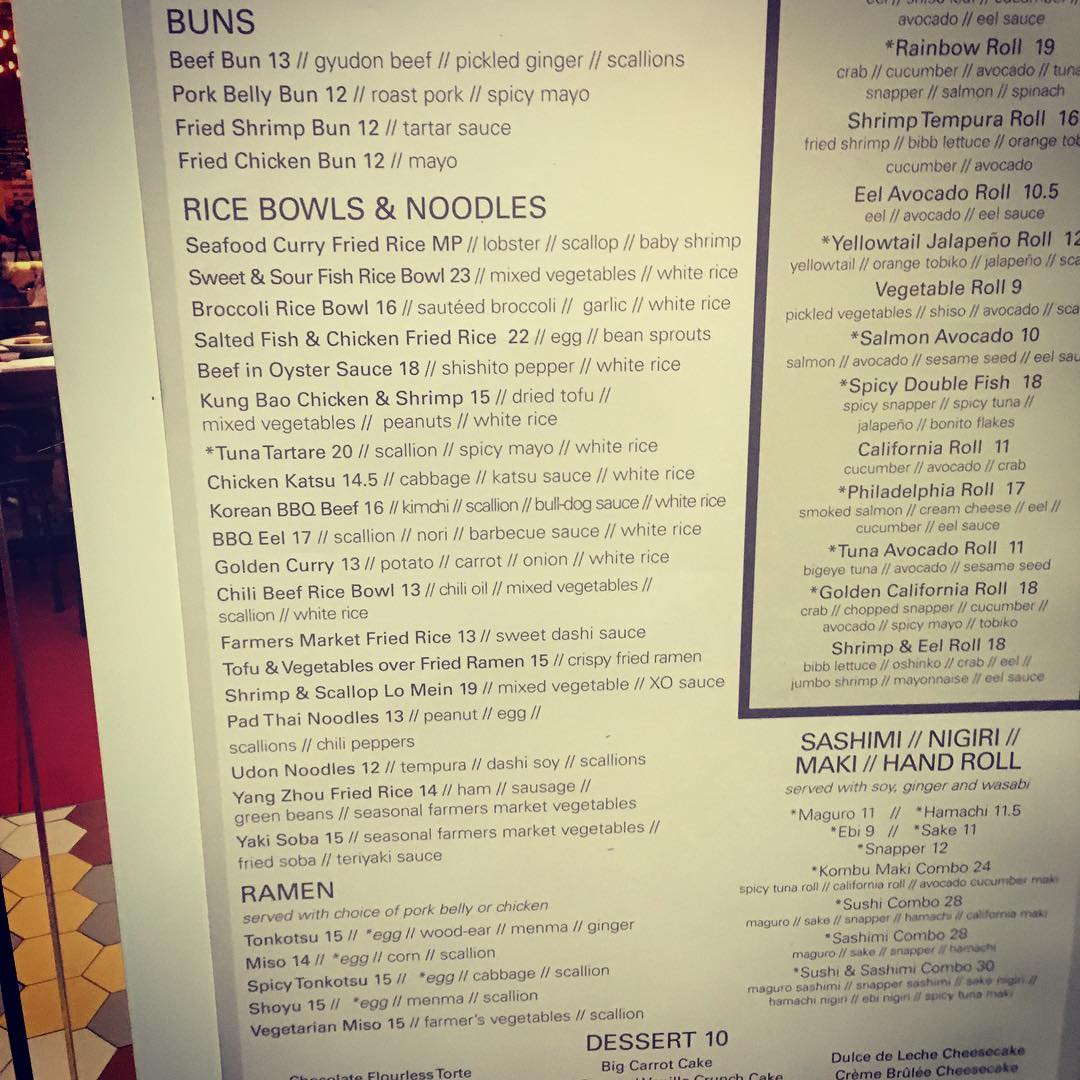 BUNS
Beef Bun 13 // gyudon beef // pickled ginger // scallions
Pork Belly Bun 12 // roast pork // spicy mayo
Fried Shrimp Bun 12 // tartar sauce
Fried Chicken Bun 12 // mayo
RICE BOWLS & NOODLES
Seafood Curry Fried Rice MP // lobster // scallop // baby shrimp
Sweet & Sour Fish Rice Bowl 23 // mixed vegetables // white rice
Broccoli Rice Bowl 16 // sautéed broccoli // garlic // white rice
Salted Fish & Chicken Fried Rice 22 // egg // bean sprouts
Beef in Oyster Sauce 18 // shishito pepper // white rice
Kung Bao Chicken & Shrimp 15 // dried tofu //
mixed vegetables // peanuts // white rice
*Tuna Tartare 20 // scallion // spicy mayo // white rice
Chicken Katsu 14.5 // cabbage // katsu sauce // white rice
Korean BBQ Beef 16 // kimchi // scallion // bull-dog sauce // white rice
BBQ Eel 17 // scallion // nori // barbecue sauce // white rice
Golden Curry 13 // potato // carrot // onion // white rice
Chili Beef Rice Bowl 13 // chili oil // mixed vegetables //
scallion // white rice
Farmers Market Fried Rice 13 // sweet dashi sauce
Tofu & Vegetables over Fried Ramen 15 // crispy fried ramen
Shrimp & Scallop Lo Mein 19 // mixed vegetable // XO sauce
Pad Thai Noodles 13 // peanut // egg //
scallions // chili peppers
Udon Noodles 12 // tempura // dashi soy // scallions
Yang Zhou Fried Rice 14 // ham // sausage //
green beans // seasonal farmers market vegetables
Yaki Soba 15 // seasonal farmers market vegetables //
fried soba // teriyaki sauce
RAMEN
served with choice of pork belly or chicken
Tonkotsu 15 // *egg // wood-ear // menma // ginger
Miso 14 // *egg // corn // scallion
Spicy Tonkotsu 15 // *egg // cabbage // scallion
Shoyu 15 // *egg // menma // scallion
Vegetarian Miso 15 // farmer's vegetables // scallion
avocado // eel sauce
*Rainbow Roll 19
crab // cucumber // avocado // tuna
snapper // salmon // spinach
Shrimp Tempura Roll 16
fried shrimp // bibb lettuce // orange
cucumber // avocado
Eel Avocado Roll 10.5
eel // avocado // eel sauce
*Yellowtail Jalapeño Roll 12
yellowtail // orange tobiko // jalapeño //
Vegetable Roll 9
pickled vegetables // shiso // avocado //
*Salmon Avocado 10
salmon // avocado // sesame seed // eel
*Spicy Double Fish 18
spicy snapper // spicy tuna //
jalapeño // bonito flakes
California Roll 11
cucumber // avocado // crab
*Philadelphia Roll 17
smoked salmon // cream cheese // eel //
cucumber // eel sauce
*Tuna Avocado Roll 11
bigeye tuna // avocado // sesame seed
*Golden California Roll 18
crab // chopped snapper // cucumber //
avocado // spicy mayo // tobiko
Shrimp & Eel Roll 18
bibb lettuce // oshinko // crab // eel //
jumbo shrimp // mayonnaise // eel sauce
SASHIMI // NIGIRI //
MAKI // HAND ROLL
served with soy, ginger and wasabi
*Maguro 11 // *Hamachi 11.5
*Ebi 9 // *Sake 11
*Snapper 12
*Kombu Maki Combo 24
spicy tuna roll // california roll // avocado cucumber maki
*Sushi Combo 28
maguro // sake // snapper // hamachi // california maki
*Sashimi Combo 28
maguro // sake // snapper // hamachi
*Sushi & Sashimi Combo 30
maguro sashimi // snapper sashimi // sake nigiri //
hamachi nigiri // ebi nigiri // spicy tuna maki
DESSERT 10
Chocolate Flourless Torte
Big Carrot Cake
Vanilla Crunch Cake
Dulce de Leche Cheesecake
Crème Brûlée Cheesecake